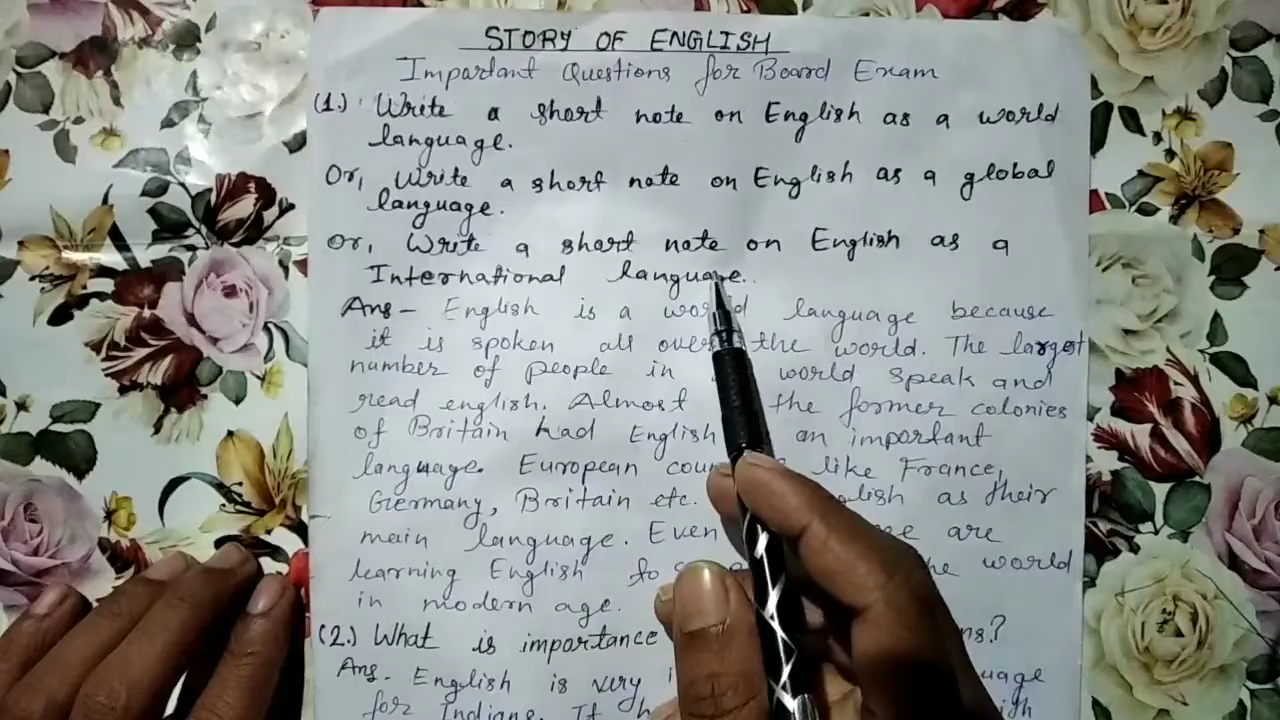 STORY OF ENGLISH
Important Questions for Board Exam
(1.) Write a short note on English as a world
language.
Or, Write a short note on English as a global
language.
Or, Write a short note on English as a
International language.
Ans - English is a world language because
it is spoken all over the world. The largest
number of people in world speak and
read english. Almost the former colonies
of Britain had English an important
language. European like France,
Germany, Britain etc. as their
main language. Even are
learning English to the world
in modern age.
(2.) What is importance
Ans. English is very
for Indians. It